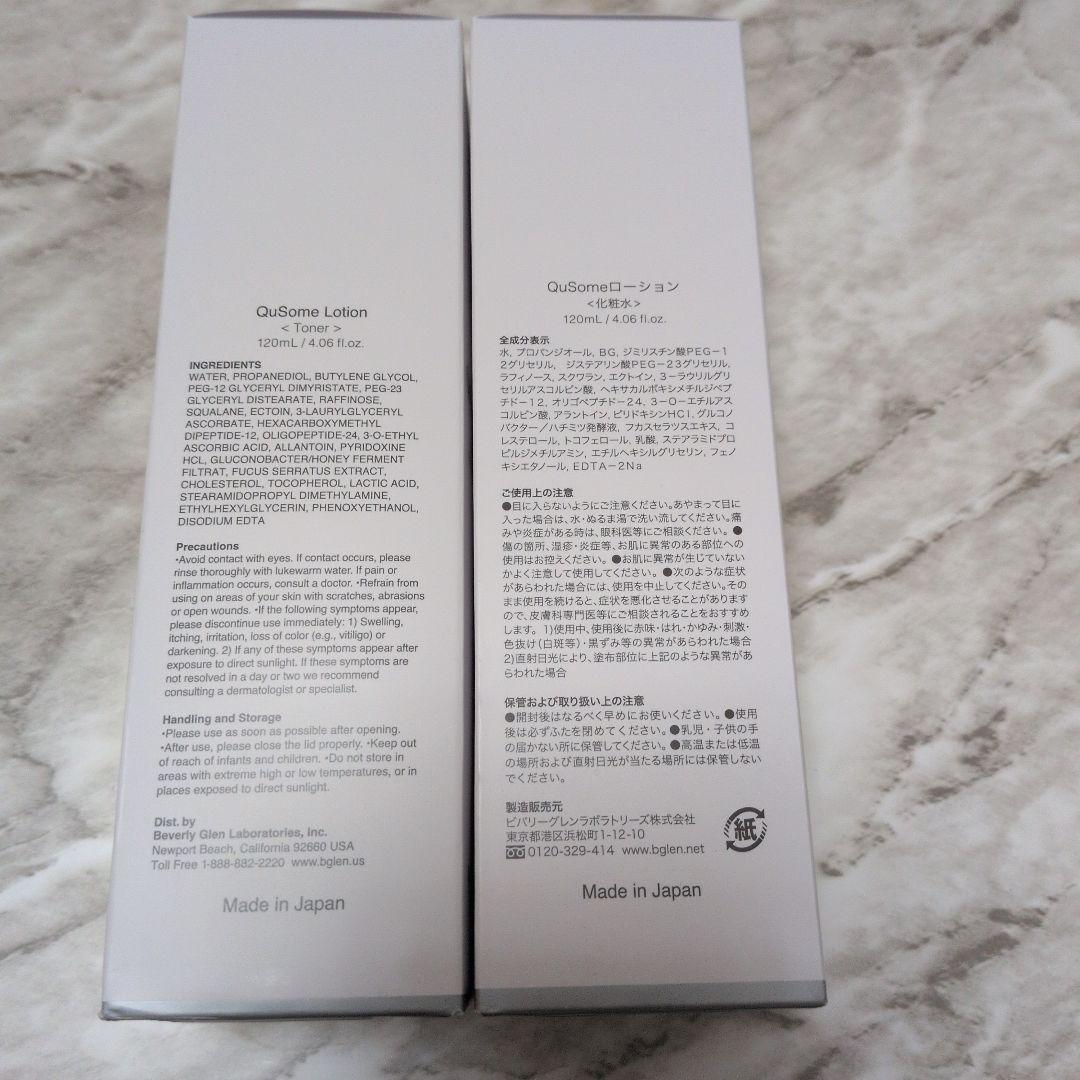 QuSome Lotion
< Toner >
120mL / 4.06 fl.oz.
INGREDIENTS
WATER, PROPANEDIOL, BUTYLENE GLYCOL,
PEG-12 GLYCERYL DIMYRISTATE, PEG-23
GLYCERYL DISTEARATE, RAFFINOSE,
SQUALANE, ECTOIN, 3-LAURYLGLYCERYL
ASCORBATE, HEXACARBOXYMETHYL
DIPEPTIDE-12, OLIGOPEPTIDE-24, 3-O-ETHYL
ASCORBIC ACID, ALLANTOIN, PYRIDOXINE
HCL, GLUCONOBACTER/HONEY FERMENT
FILTRAT, FUCUS SERRATUS EXTRACT,
CHOLESTEROL, TOCOPHEROL, LACTIC ACID,
STEARAMIDOPROPYL DIMETHYLAMINE,
ETHYLHEXYLGLYCERIN, PHENOXYETHANOL,
DISODIUM EDTA
Precautions
•Avoid contact with eyes. If contact occurs, please
rinse thoroughly with lukewarm water. If pain or
inflammation occurs, consult a doctor. •Refrain from
using on areas of your skin with scratches, abrasions
or open wounds. •If the following symptoms appear,
please discontinue use immediately: 1) Swelling,
itching, irritation, loss of color (e.g., vitiligo) or
darkening. 2) If any of these symptoms appear after
exposure to direct sunlight. If these symptoms are
not resolved in a day or two we recommend
consulting a dermatologist or specialist.
Handling and Storage
•Please use as soon as possible after opening.
•After use, please close the lid properly. •Keep out
of reach of infants and children. •Do not store in
areas with extreme high or low temperatures, or in
places exposed to direct sunlight.
Dist. by
Beverly Glen Laboratories, Inc.
Newport Beach, California 92660 USA
Toll Free 1-888-882-2220 www.bglen.us
Made in Japan
QuSomeローション
<化粧水>
120mL / 4.06 fl.oz.
全成分表示
水, プロパンジオール, BG, ジミリスチン酸PEG－1
2グリセリル, ジステアリン酸PEG－23グリセリル,
ラフィノース, スクワラン, エクトイン, 3－ラウリルグリ
セリルアスコルビン酸, ヘキサカルボキシメチルジペプ
チド－12, オリゴペプチド－24, 3－O－エチルアス
コルビン酸, アラントイン, ピリドキシンHCl, グルコノ
バクター／ハチミツ発酵液, フカスセラツスエキス, コ
レステロール, トコフェロール, 乳酸, ステアラミドプロ
ピルジメチルアミン, エチルヘキシルグリセリン, フェノ
キシエタノール, EDTA－2Na
ご使用上の注意
●目に入らないようにご注意ください。あやまって目に
入った場合は、水・ぬるま湯で洗い流してください。痛
みや炎症がある時は、眼科医等にご相談ください。●
傷の箇所、湿疹・炎症等、お肌に異常のある部位への
使用はお控えください。●お肌に異常が生じていない
かよく注意して使用してください。●次のような症状
があらわれた場合には、使用を中止してください。その
まま使用を続けると、症状を悪化させることがあります
ので、皮膚科専門医等にご相談されることをおすすめ
します。1)使用中、使用後に赤味・はれ・かゆみ・刺激・
色抜け(白斑等)・黒ずみ等の異常があらわれた場合
2)直射日光により、塗布部位に上記のような異常があ
らわれた場合
保管および取り扱い上の注意
●開封後はなるべく早めにお使いください。●使用
後は必ずふたを閉めてください。●乳児・子供の手
の届かない所に保管してください。●高温または低温
の場所および直射日光が当たる場所には保管しない
でください。
製造販売元
ビバリーグレンラボラトリーズ株式会社
東京都港区浜松町1-12-10
0120-329-414 www.bglen.net
紙
Made in Japan